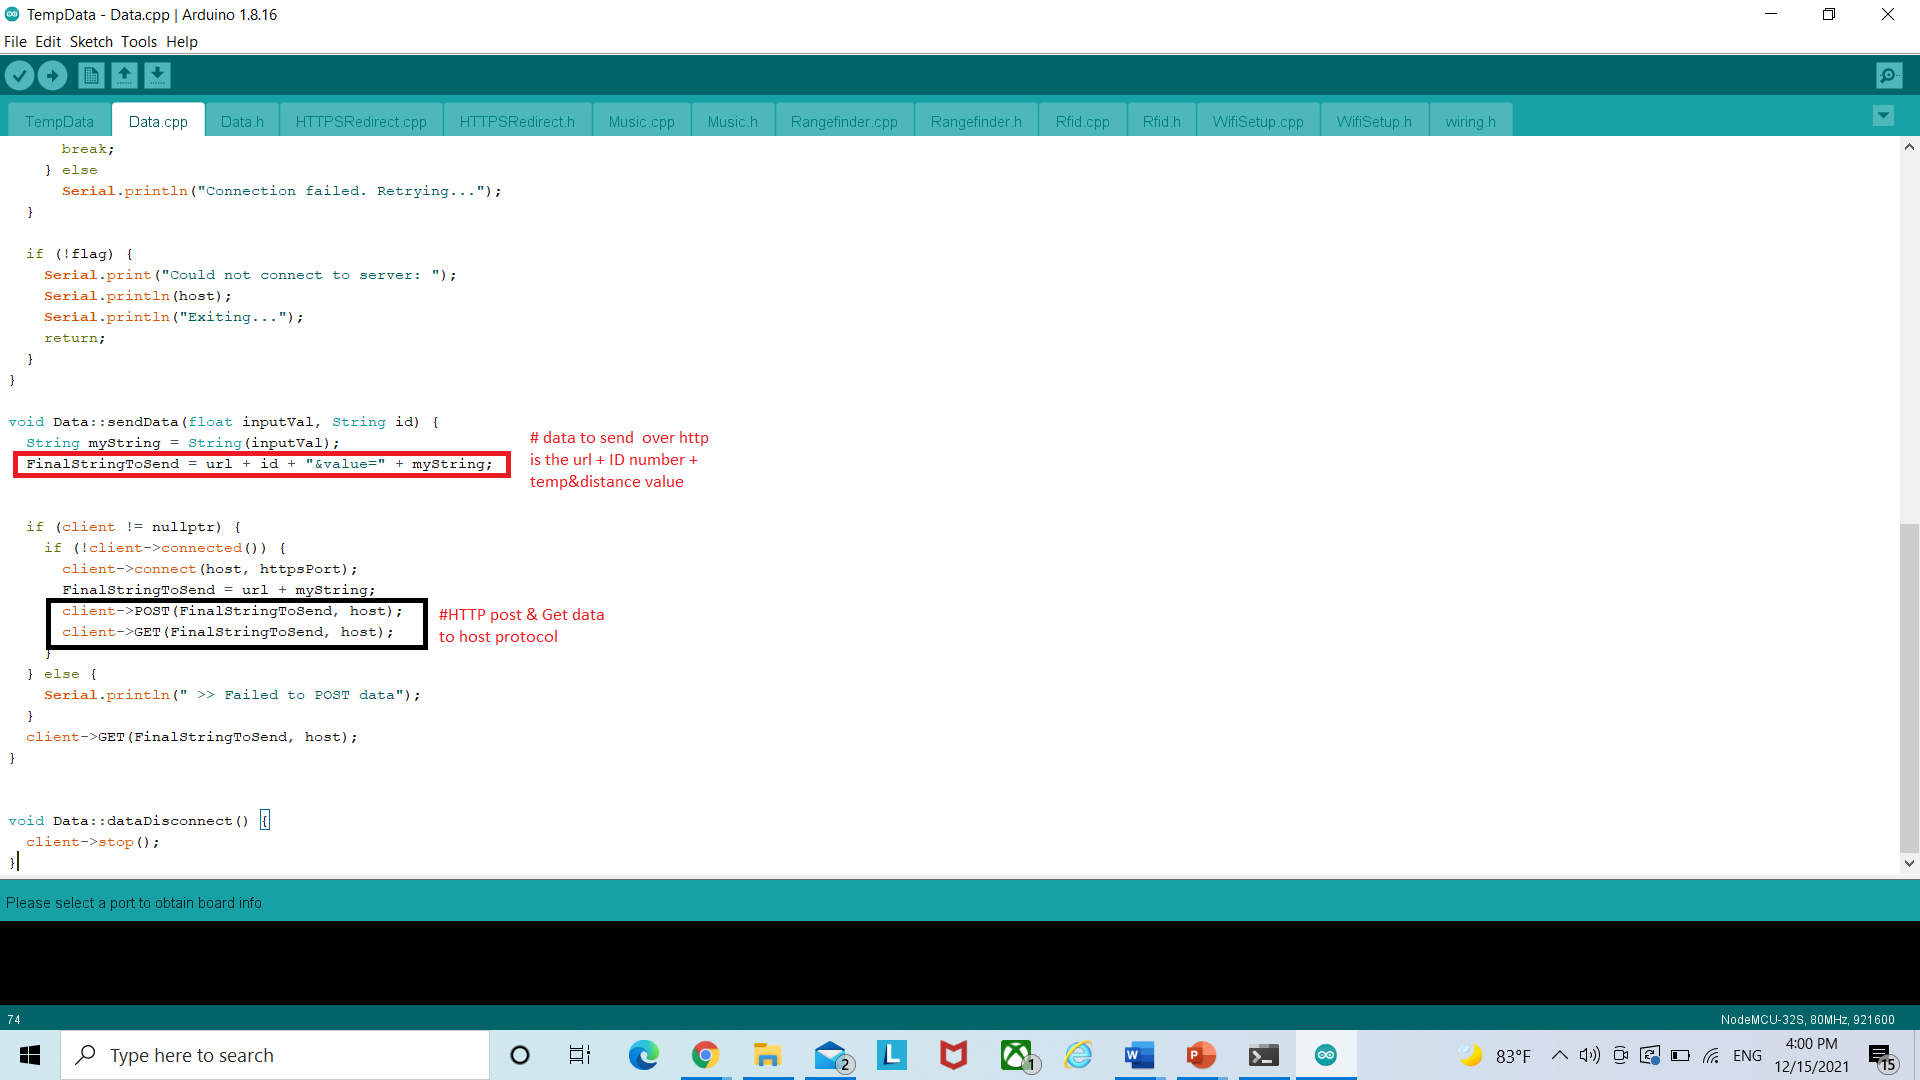 TempData - Data.cpp | Arduino 1.8.16
File Edit Sketch Tools Help
TempData Data.cpp Data.h HTTPSRedirect.cpp HTTPSRedirect.h Music.cpp Music.h Rangefinder.cpp Rangefinder.h Rfid.cpp Rfid.h WifiSetup.cpp WifiSetup.h wiring.h
break;
} else
Serial.println("Connection failed. Retrying...");
}
if (!flag) {
Serial.print("Could not connect to server: ");
Serial.println(host);
Serial.println("Exiting...");
return;
}
}
void Data::sendData(float inputVal, String id) {
String myString = String(inputVal);
FinalStringToSend = url + id + "&value=" + myString;
# data to send over http
is the url + ID number +
temp&distance value
if (client != nullptr) {
if (!client->connected()) {
client->connect(host, httpsPort);
FinalStringToSend = url + myString;
client->POST(FinalStringToSend, host);
client->GET(FinalStringToSend, host);
#HTTP post & Get data
to host protocol
}
} else {
Serial.println(" >> Failed to POST data");
}
client->GET(FinalStringToSend, host);
}
void Data::dataDisconnect() {
client->stop();
}
Please select a port to obtain board info
74
NodeMCU-32S, 80MHz, 921600
Type here to search
2
L
1
W
P
83°F
ENG
4:00 PM
12/15/2021
15